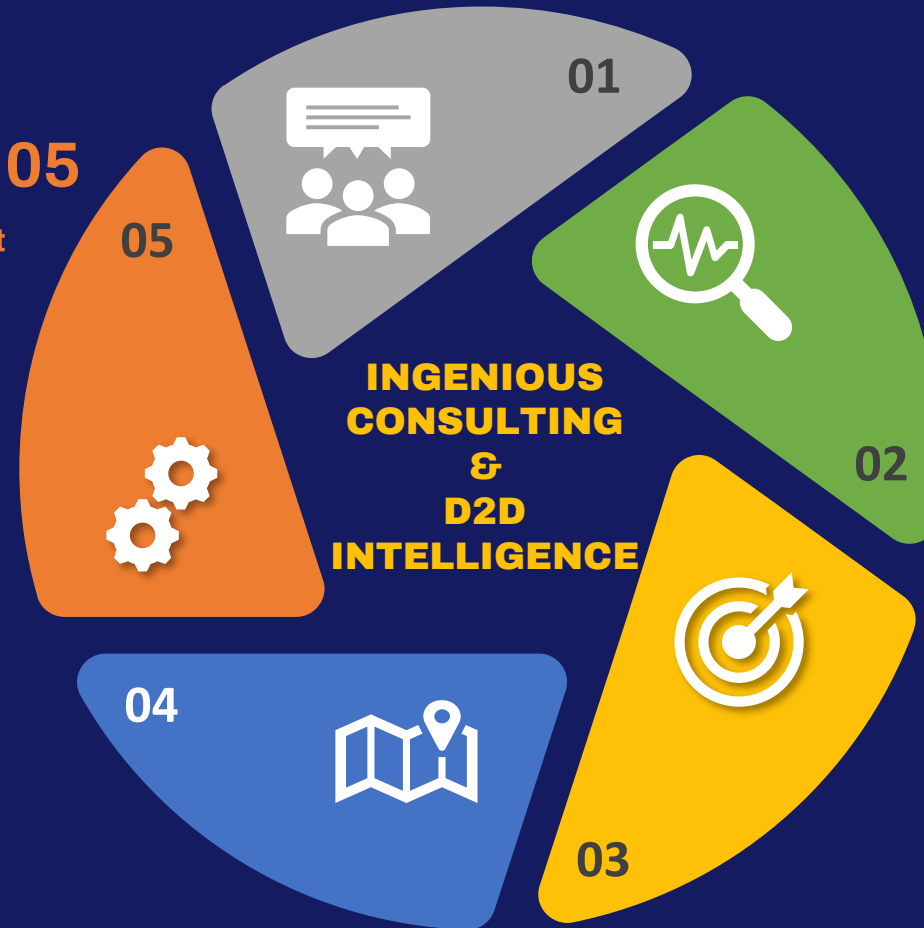 01
05
t
05
02
INGENIOUS
CONSULTING
&
D2D
INTELLIGENCE
04
03